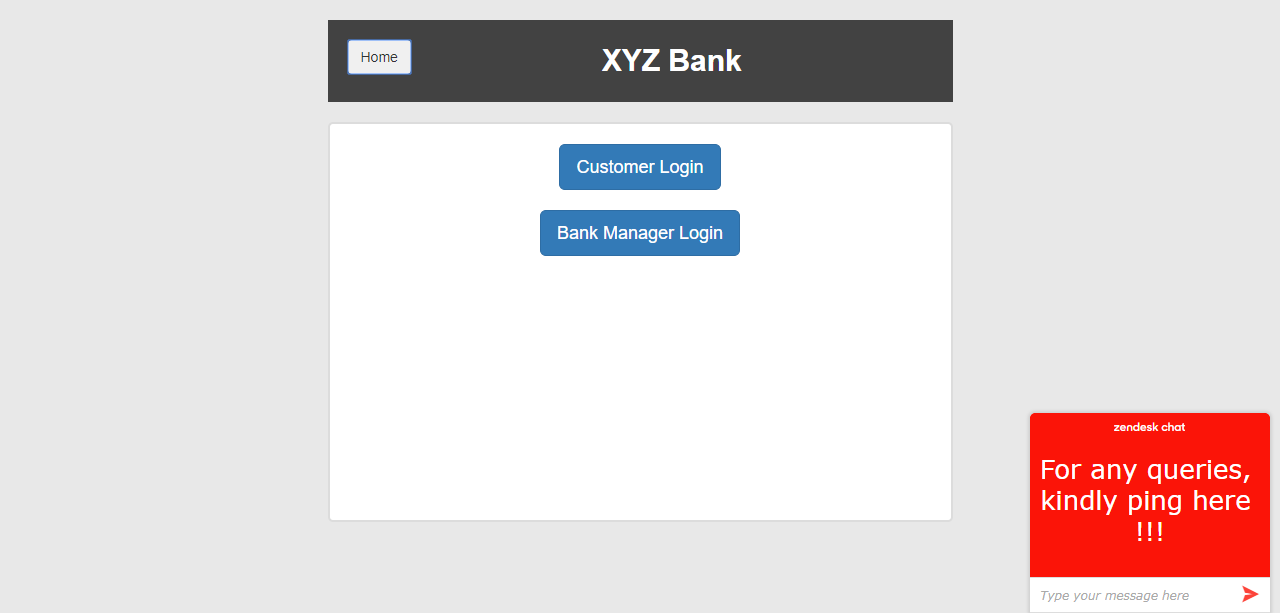 Home
XYZ Bank
Customer Login
Bank Manager Login
zendesk chat
For any queries,
kindly ping here
!!!
Type your message here